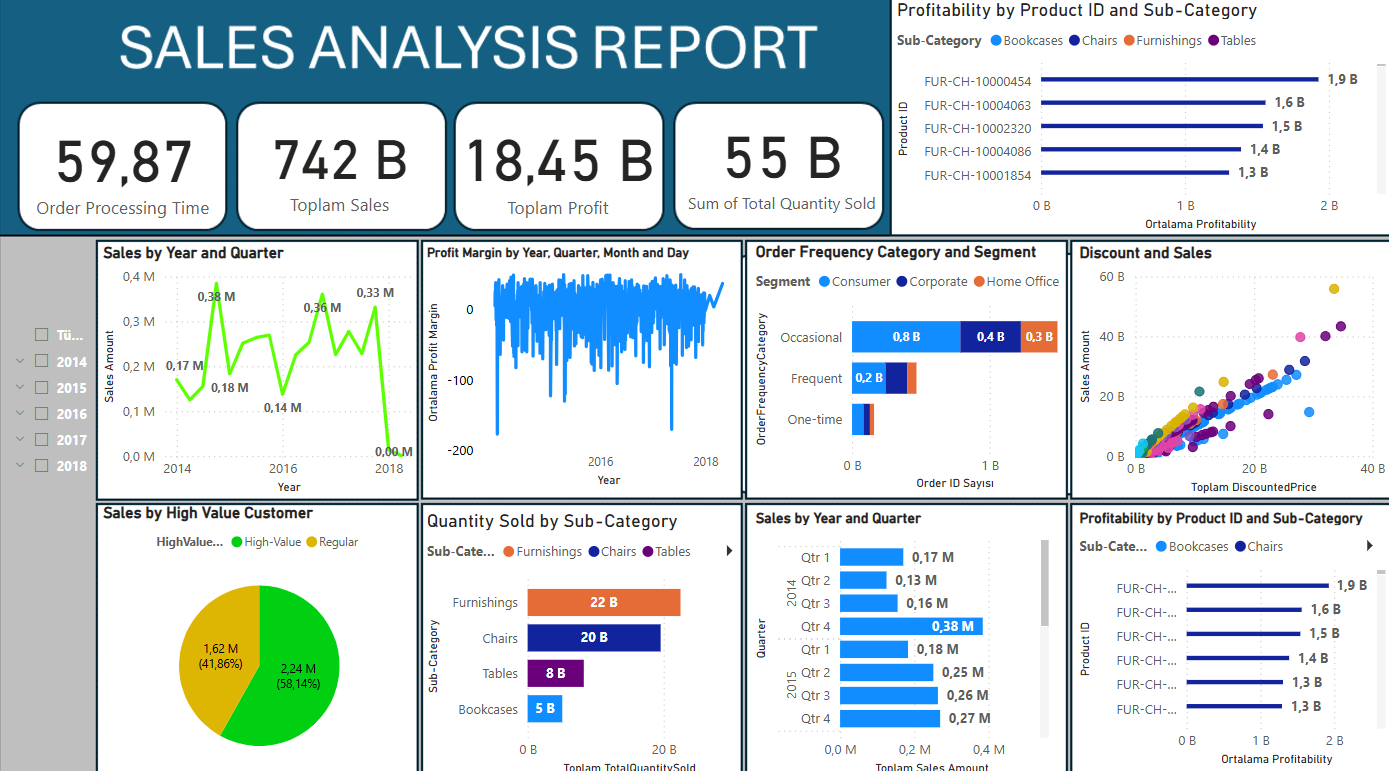 SALES ANALYSIS REPORT
59,87
Order Processing Time
742 B
Toplam Sales
18,45 B
Toplam Profit
55 B
Sum of Total Quantity Sold
Profitability by Product ID and Sub-Category
Sub-Category Bookcases Chairs Furnishings Tables
Product ID
FUR-CH-10000454 1,9 B
FUR-CH-10004063 1,6 B
FUR-CH-10002320 1,5 B
FUR-CH-10004086 1,4 B
FUR-CH-10001854 1,3 B
0 B 1 B 2 B
Ortalama Profitability
Tü...
2014
2015
2016
2017
2018
Sales by Year and Quarter
Sales Amount
0,4 M
0,3 M
0,2 M
0,1 M
0,0 M
0,17 M
0,38 M
0,18 M
0,14 M
0,36 M
0,33 M
0,00 M
2014 2016 2018
Year
Profit Margin by Year, Quarter, Month and Day
Ortalama Profit Margin
0
-100
-200
2016 2018
Year
Order Frequency Category and Segment
Segment Consumer Corporate Home Office
OrderFrequencyCategory
Occasional 0,8 B 0,4 B 0,3 B
Frequent 0,2 B
One-time
0 B 1 B
Order ID Sayısı
Discount and Sales
Sales Amount
60 B
40 B
20 B
0 B
0 B 20 B 40 B
Toplam DiscountedPrice
Sales by High Value Customer
HighValue... High-Value Regular
1,62 M
(41,86%)
2,24 M
(58,14%)
Quantity Sold by Sub-Category
Sub-Cate... Furnishings Chairs Tables
Sub-Category
Furnishings 22 B
Chairs 20 B
Tables 8 B
Bookcases 5 B
0 B 20 B
Toplam TotalQuantitySold
Sales by Year and Quarter
Quarter
2014
Qtr 1 0,17 M
Qtr 2 0,13 M
Qtr 3 0,16 M
Qtr 4 0,38 M
2015
Qtr 1 0,18 M
Qtr 2 0,25 M
Qtr 3 0,26 M
Qtr 4 0,27 M
0,0 M 0,2 M 0,4 M
Toplam Sales Amount
Profitability by Product ID and Sub-Category
Sub-Cate... Bookcases Chairs
Product ID
FUR-CH-... 1,9 B
FUR-CH-... 1,6 B
FUR-CH-... 1,5 B
FUR-CH-... 1,4 B
FUR-CH-... 1,3 B
FUR-CH-... 1,3 B
0 B 1 B 2 B
Ortalama Profitability